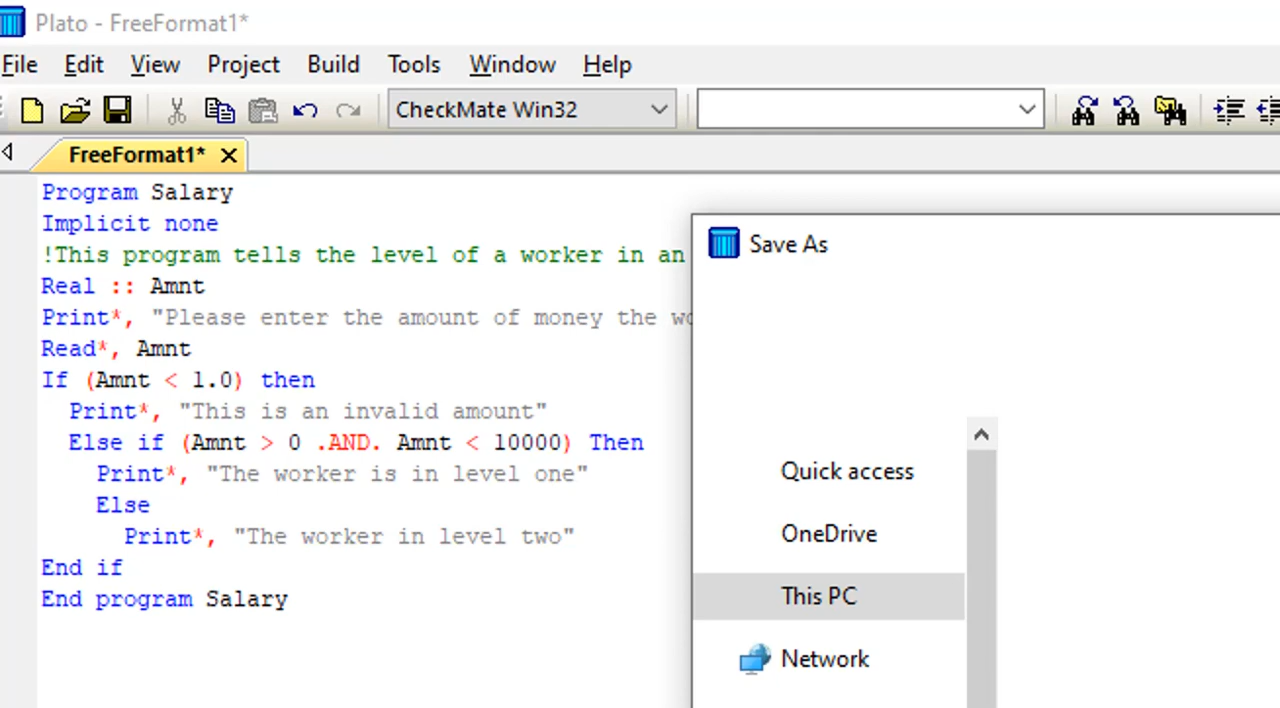 Plato - FreeFormat1*
File Edit View Project Build Tools Window Help
CheckMate Win32
FreeFormat1*
Program Salary
Implicit none
!This program tells the level of a worker in an
Real :: Amnt
Print*, "Please enter the amount of money the
Read*, Amnt
If (Amnt < 1.0) then
Print*, "This is an invalid amount"
Else if (Amnt > 0 .AND. Amnt < 10000) Then
Print*, "The worker is in level one"
Else
Print*, "The worker in level two"
End if
End program Salary
Save As
Quick access
OneDrive
This PC
Network